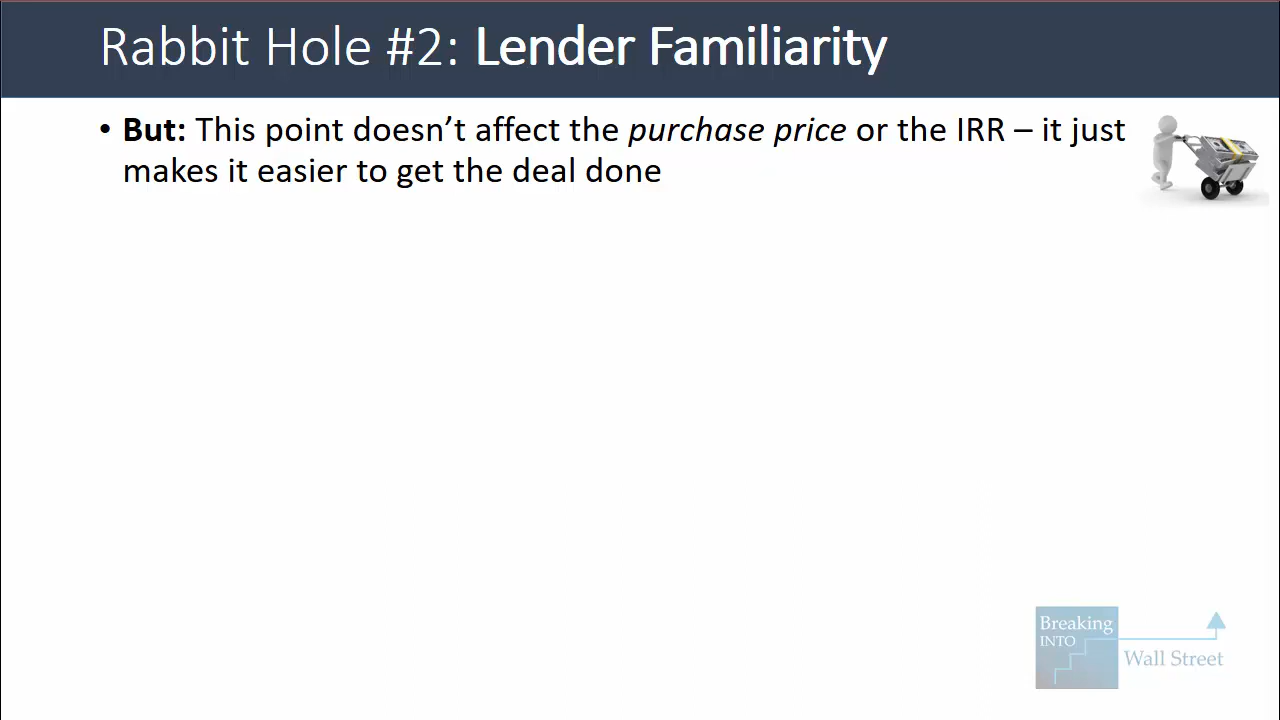 Rabbit Hole #2: Lender Familiarity
• But: This point doesn’t affect the purchase price or the IRR – it just
makes it easier to get the deal done
Breaking
INTO
Wall Street